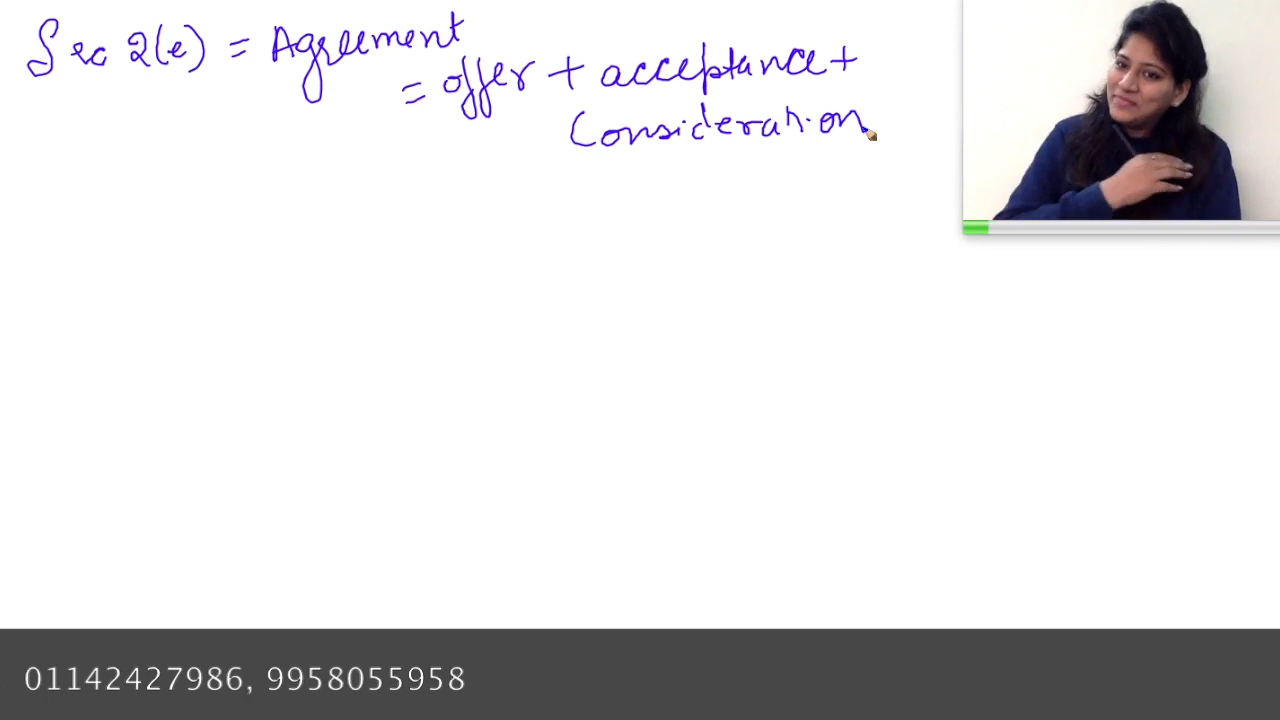 Sec 2(e) = Agreement
= offer + acceptance +
Consideration
01142427986, 9958055958